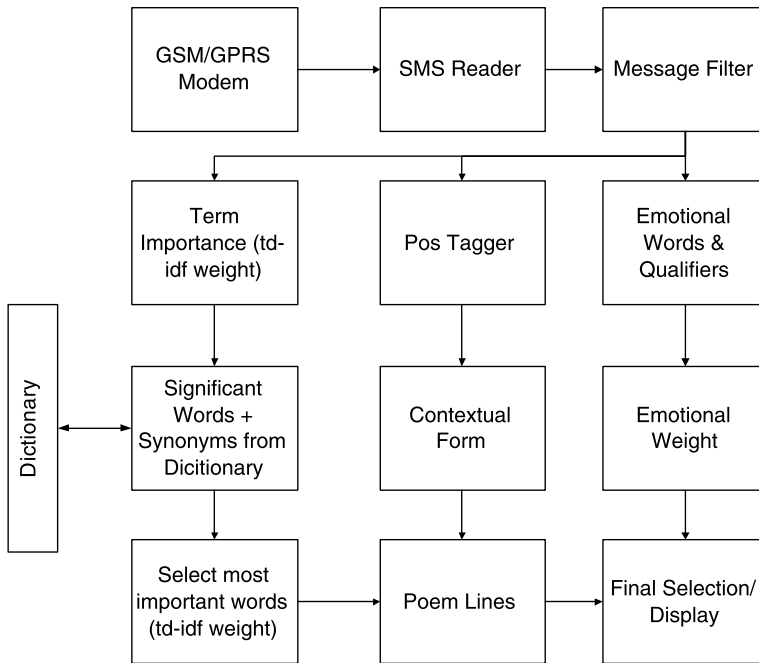 GSM/GPRS
Modem
SMS Reader
Message Filter
Term
Importance (td-
idf weight)
Pos Tagger
Emotional
Words &
Qualifiers
Dictionary
Significant
Words +
Synonyms from
Dicitionary
Contextual
Form
Emotional
Weight
Select most
important words
(td-idf weight)
Poem Lines
Final Selection/
Display